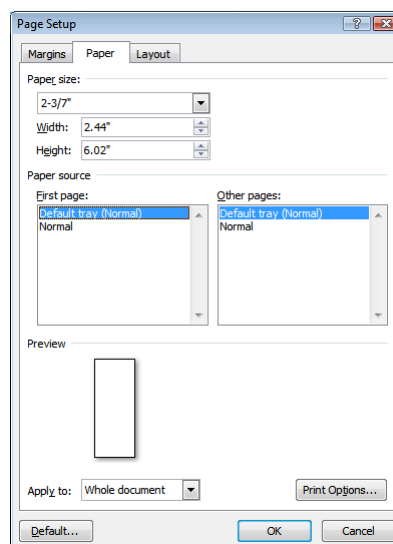 Page Setup
Margins Paper Layout
Paper size:
2-3/7"
Width: 2.44"
Height: 6.02"
Paper source
First page: Other pages:
Default tray (Normal) Default tray (Normal)
Normal Normal
Preview
Apply to: Whole document Print Options...
Default... OK Cancel